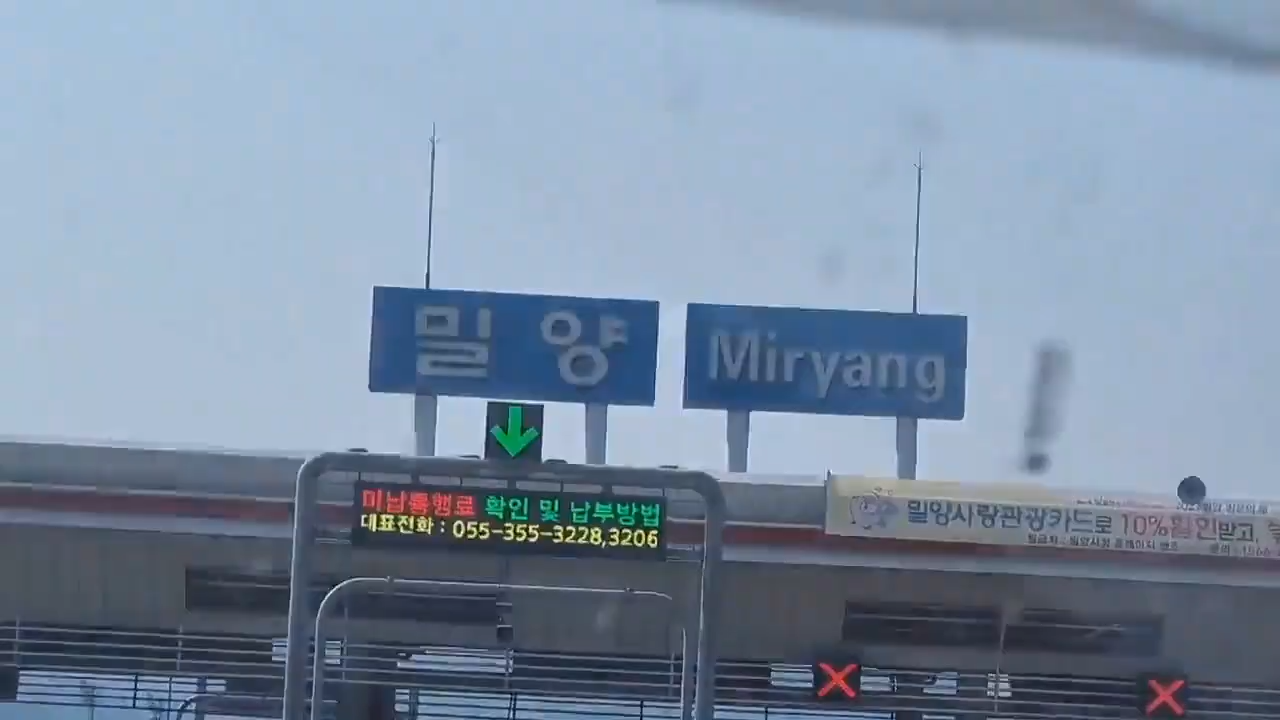 밀양
Miryang
미납통행료 확인 및 납부방법
대표전화 : 055-355-3228,3206
밀양사랑관광카드로 10%할인받고,